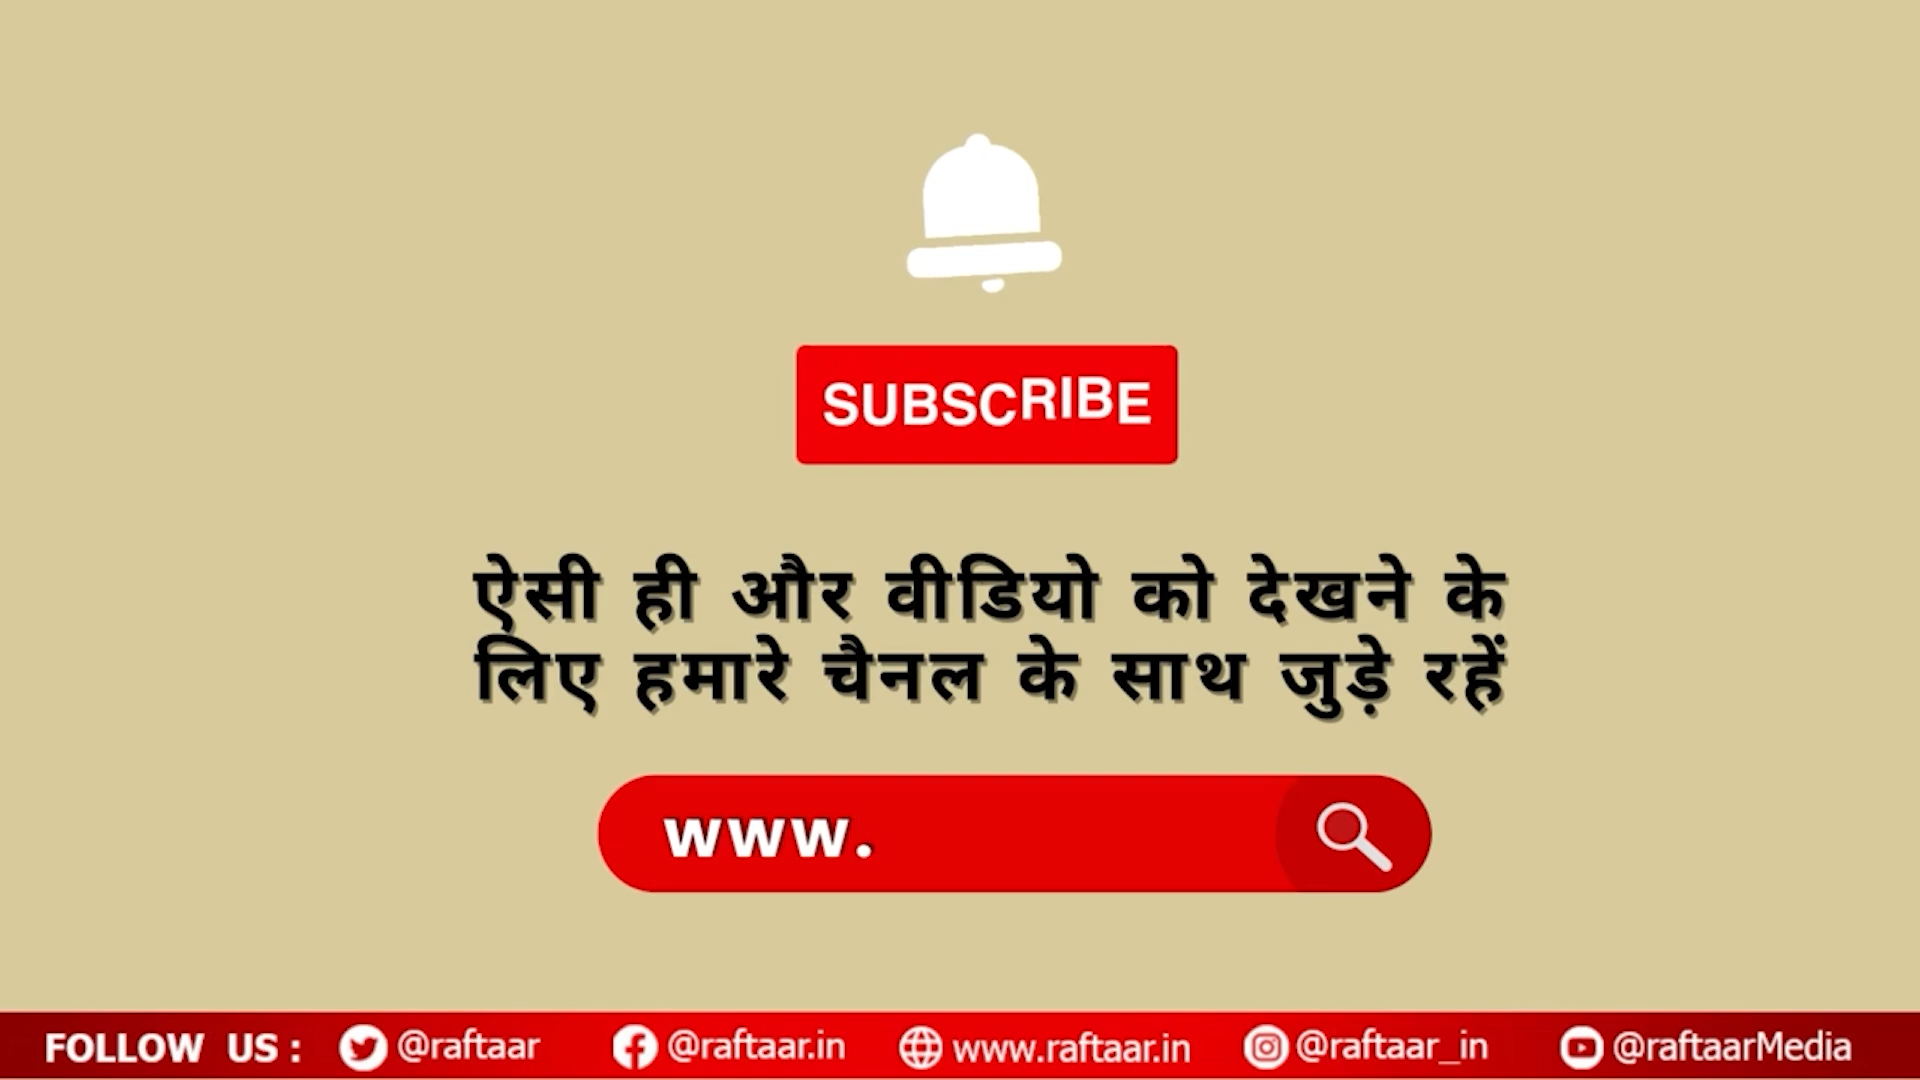 SUBSCRIBE
ऐसी ही और वीडियो को देखने के
लिए हमारे चैनल के साथ जुड़े रहें
www.
FOLLOW US : @raftaar @raftaar.in www.raftaar.in @raftaar_in @raftaarMedia